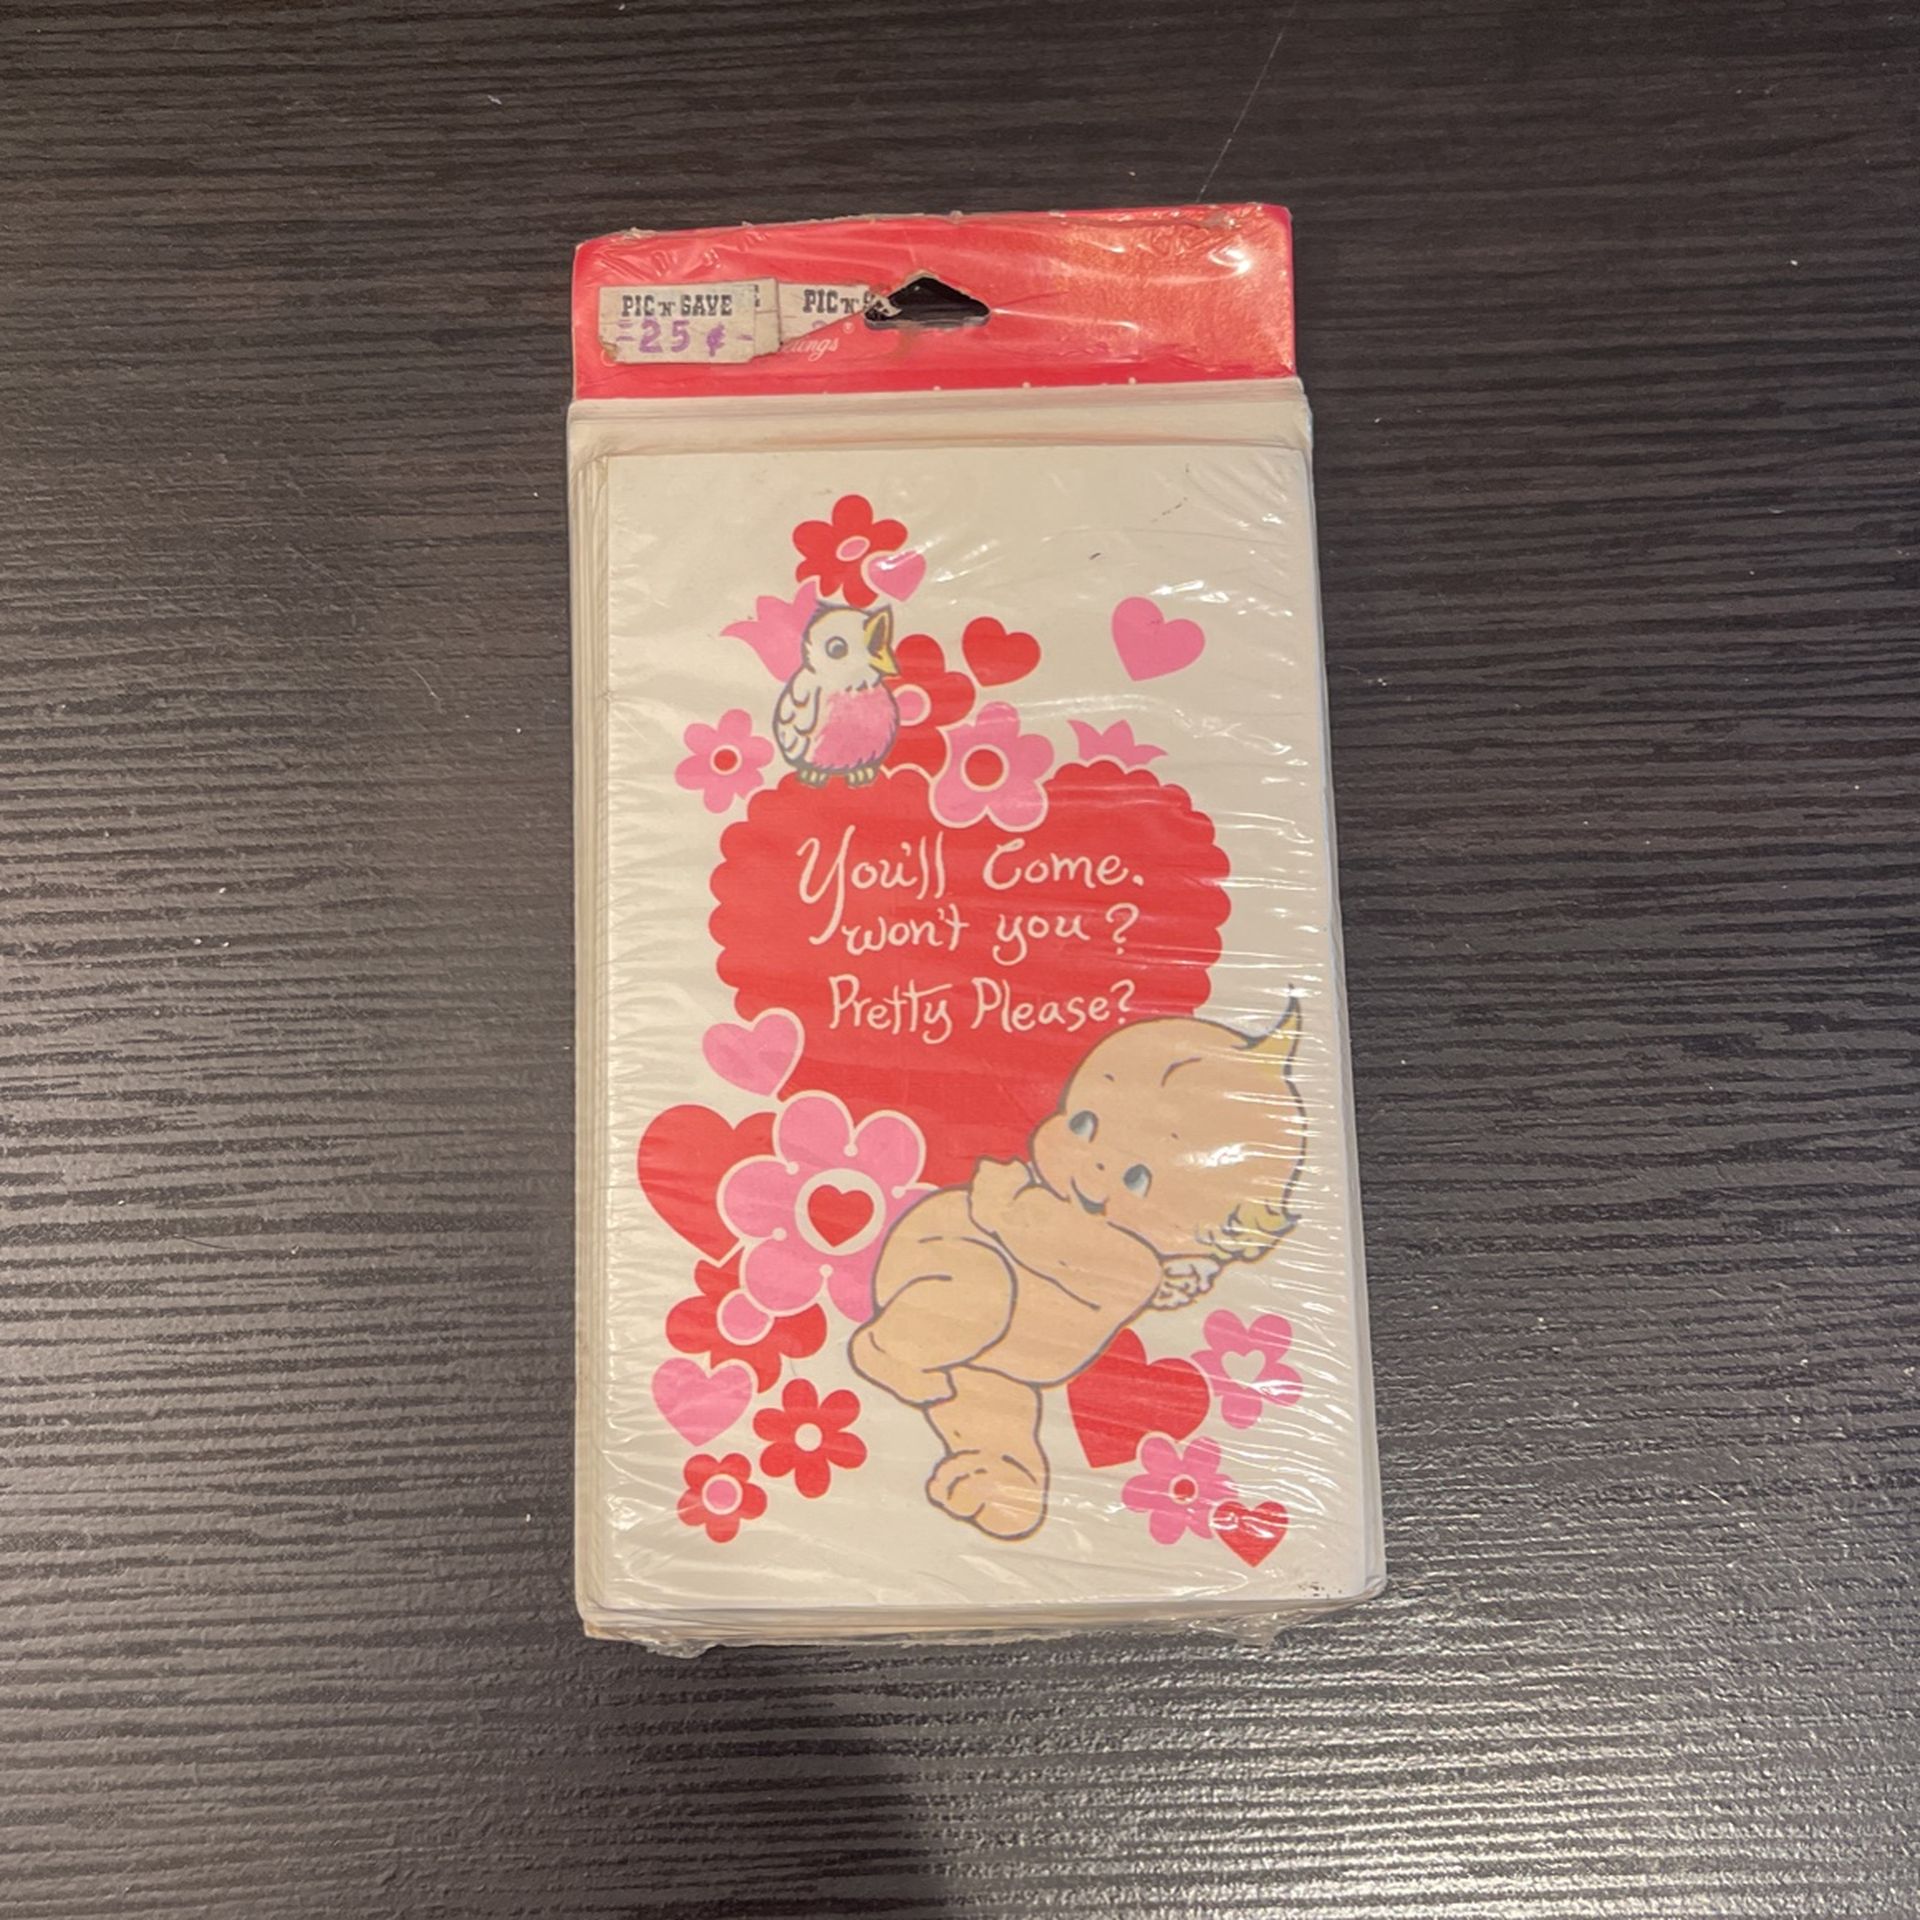 PIC 'N' SAVE PIC 'N'
-25¢-
You'll Come.
won't you?
Pretty Please?